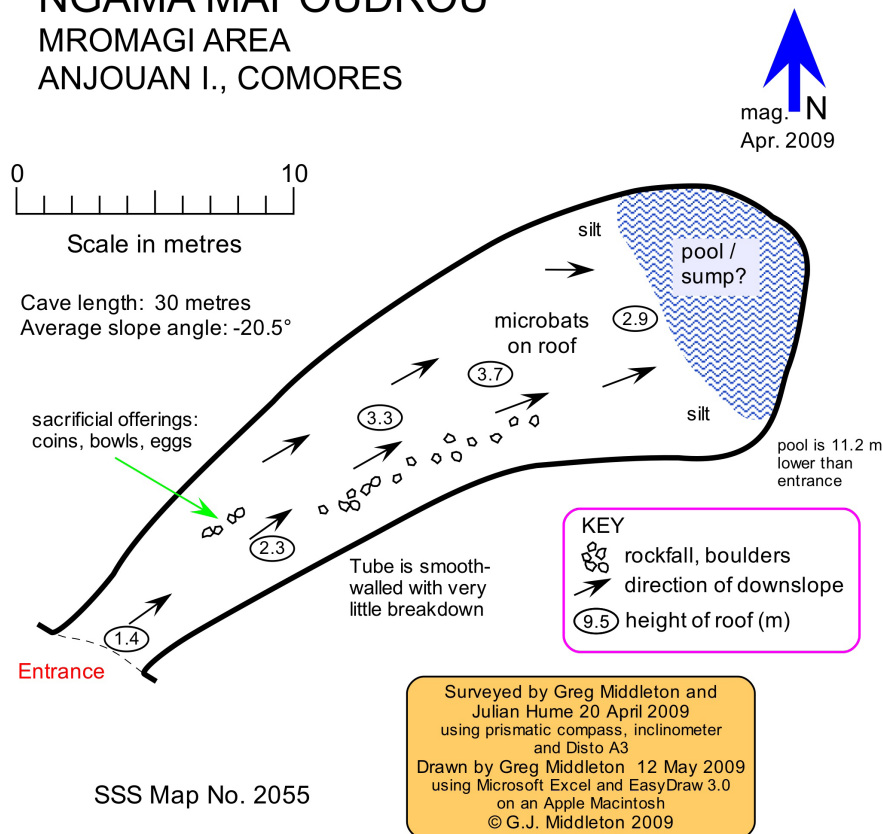 NGAMA MAPOUDROU
MROMAGI AREA
ANJOUAN I., COMORES
mag. N
Apr. 2009
0 10
Scale in metres
Cave length: 30 metres
Average slope angle: -20.5°
silt
pool /
sump?
2.9
microbats
on roof
3.7
3.3
sacrificial offerings:
coins, bowls, eggs
silt
pool is 11.2 m
lower than
entrance
2.3
Tube is smooth-
walled with very
little breakdown
1.4
Entrance
KEY
rockfall, boulders
direction of downslope
9.5 height of roof (m)
Surveyed by Greg Middleton and
Julian Hume 20 April 2009
using prismatic compass, inclinometer
and Disto A3
Drawn by Greg Middleton 12 May 2009
using Microsoft Excel and EasyDraw 3.0
on an Apple Macintosh
© G.J. Middleton 2009
SSS Map No. 2055